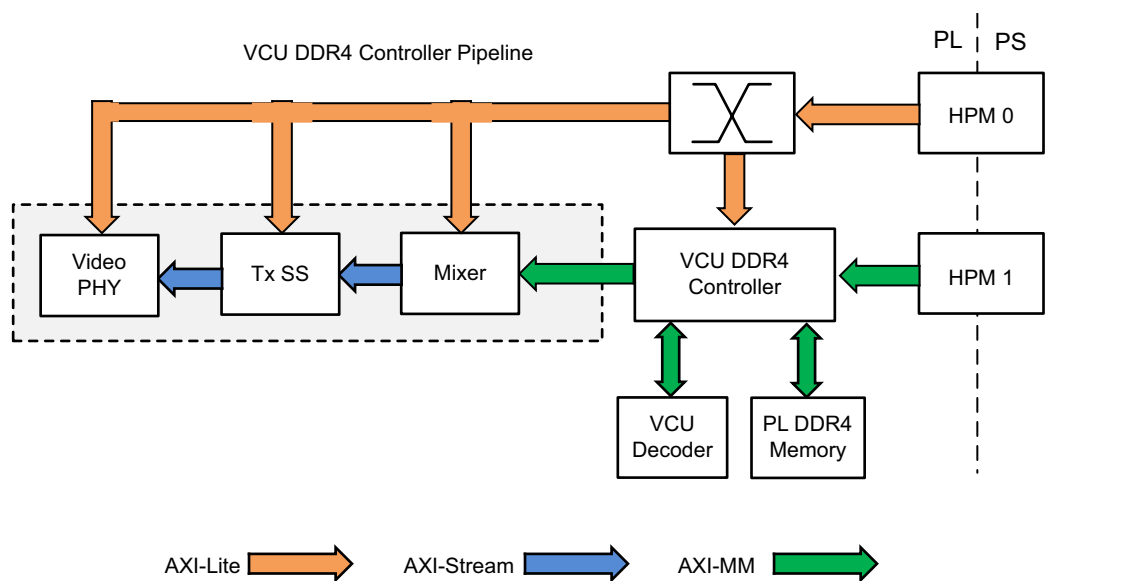 PL PS
VCU DDR4 Controller Pipeline
HPM 0
Video
PHY
Tx SS
Mixer
VCU DDR4
Controller
HPM 1
VCU
Decoder
PL DDR4
Memory
AXI-Lite
AXI-Stream
AXI-MM